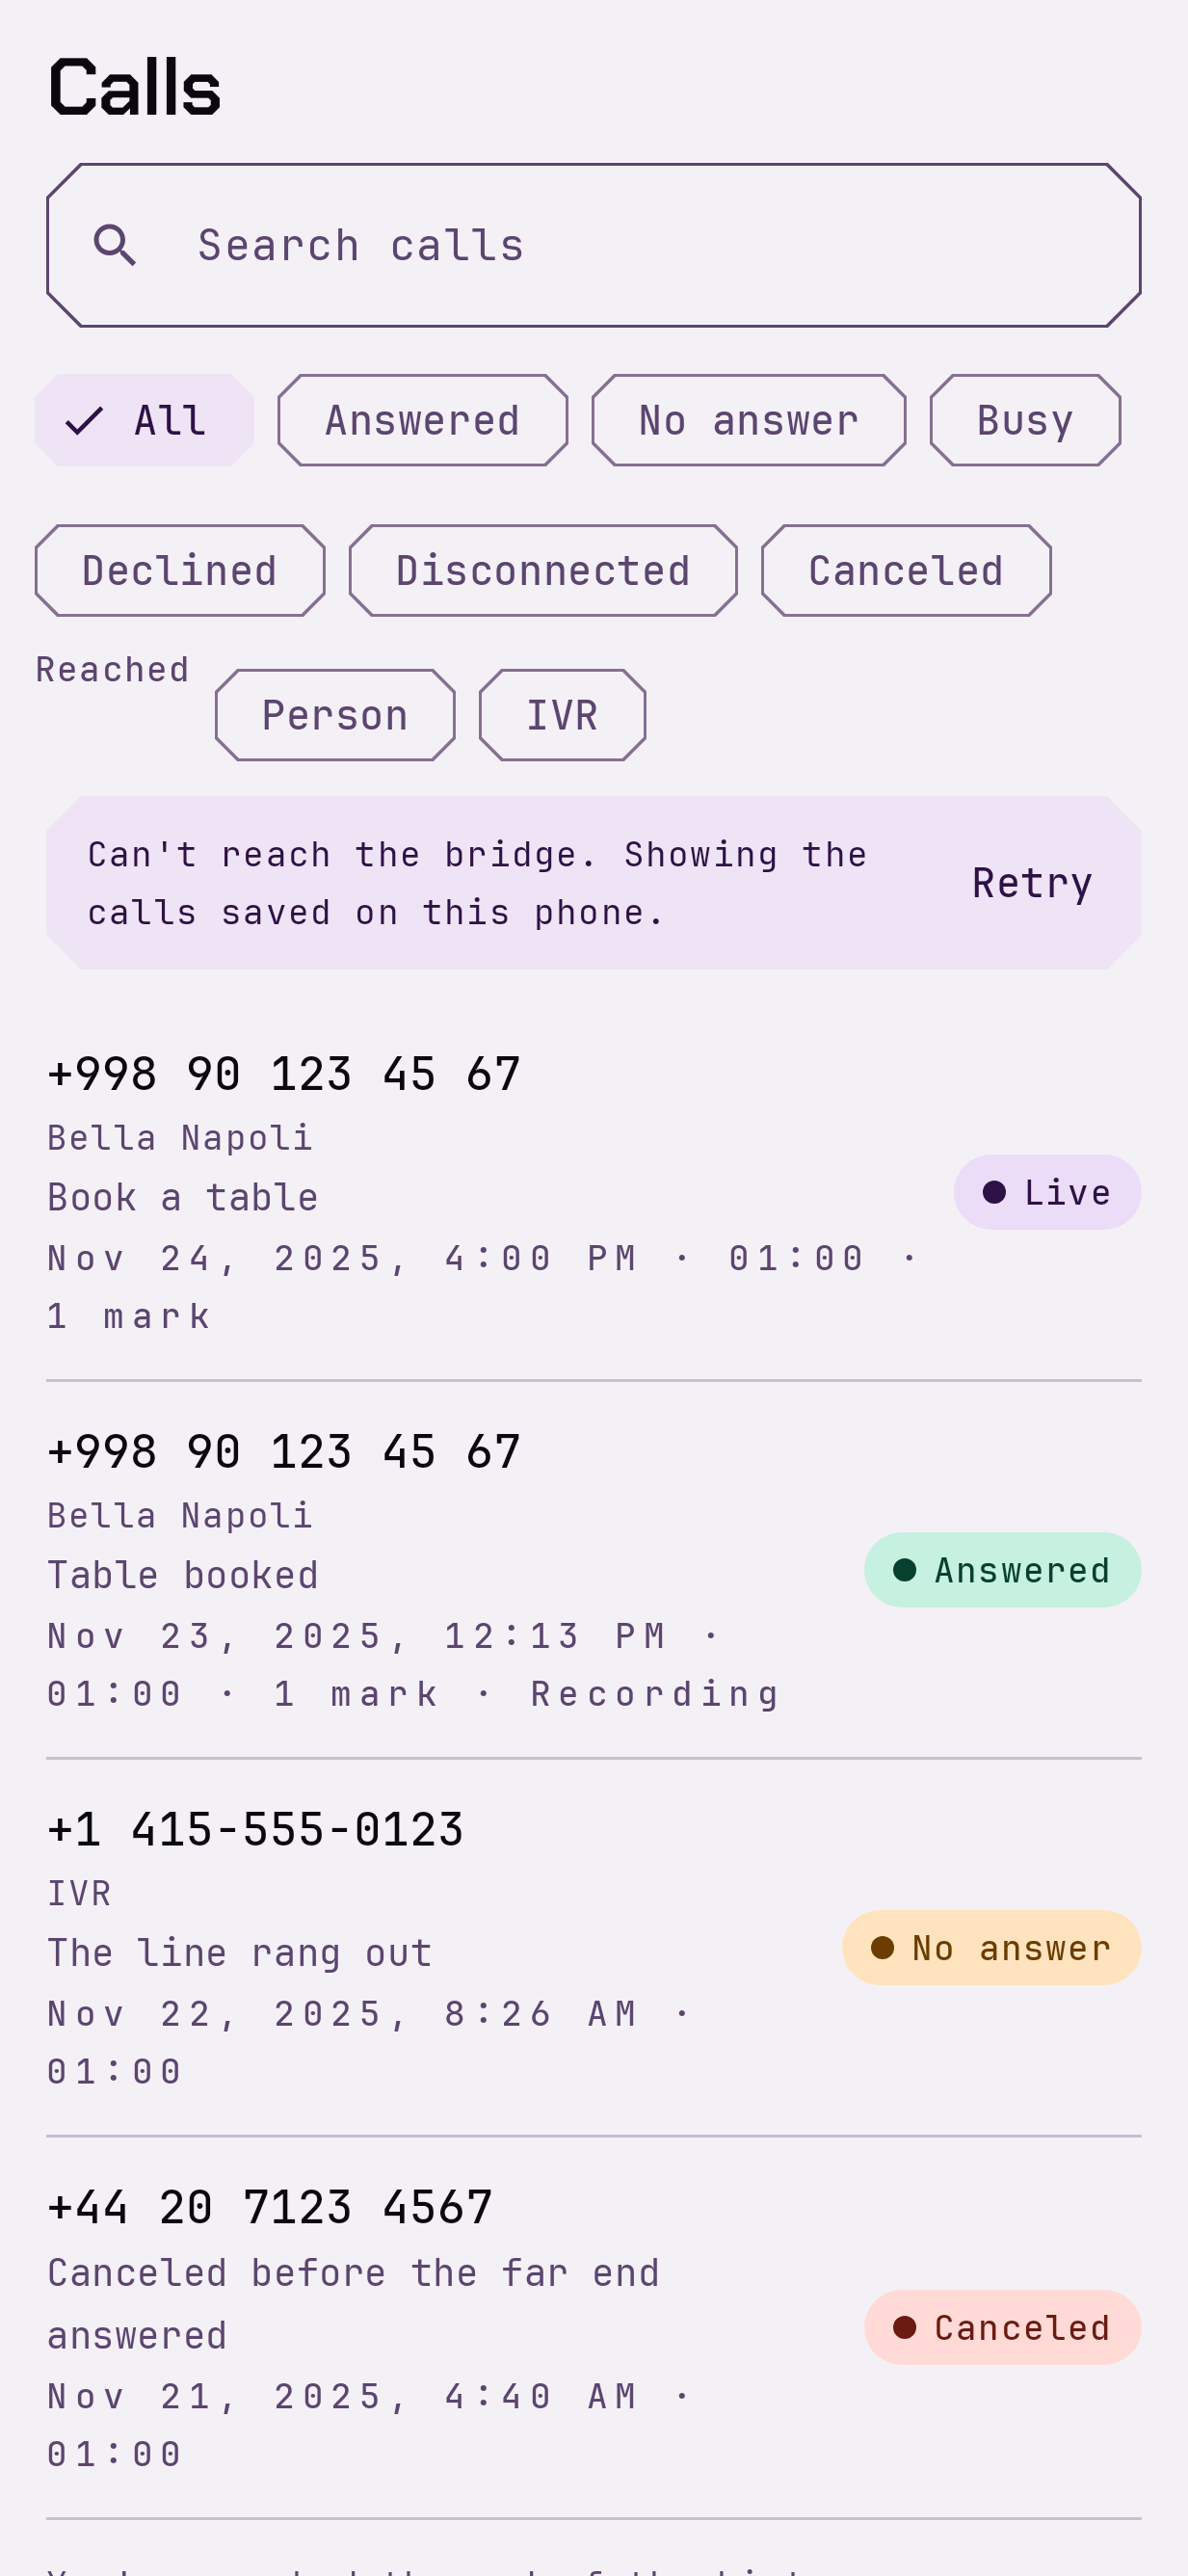 Calls
Search calls
All
Answered
No answer
Busy
Declined
Disconnected
Canceled
Reached
Person
IVR
Can't reach the bridge. Showing the
calls saved on this phone.
Retry
+998 90 123 45 67
Bella Napoli
Book a table
Nov 24, 2025, 4:00 PM · 01:00 ·
1 mark
Live
+998 90 123 45 67
Bella Napoli
Table booked
Nov 23, 2025, 12:13 PM ·
01:00 · 1 mark · Recording
Answered
+1 415-555-0123
IVR
The line rang out
Nov 22, 2025, 8:26 AM ·
01:00
No answer
+44 20 7123 4567
Canceled before the far end
answered
Nov 21, 2025, 4:40 AM ·
01:00
Canceled